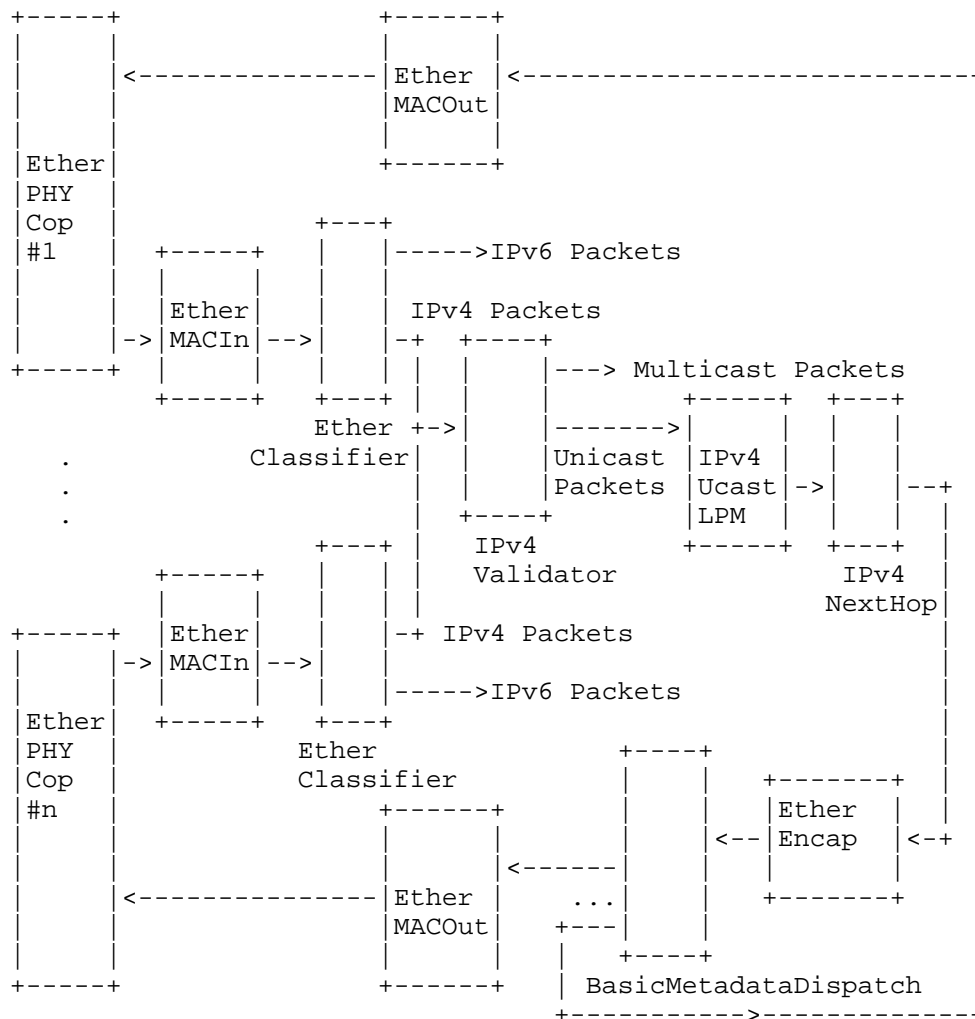 Ether
MACOut
Ether
PHY
Cop
#1
IPv6 Packets
Ether
MACIn
IPv4 Packets
Multicast Packets
Ether
Classifier
Unicast
Packets
IPv4
Ucast
LPM
IPv4
Validator
IPv4
NextHop
Ether
MACIn
IPv4 Packets
IPv6 Packets
Ether
PHY
Cop
#n
Ether
Classifier
Ether
Encap
Ether
MACOut
...
BasicMetadataDispatch